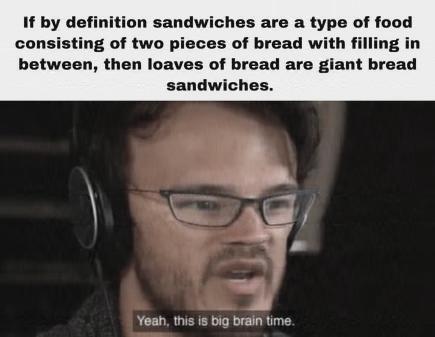 If by definition sandwiches are a type of food
consisting of two pieces of bread with filling in
between, then loaves of bread are giant bread
sandwiches.
Yeah, this is big brain time.